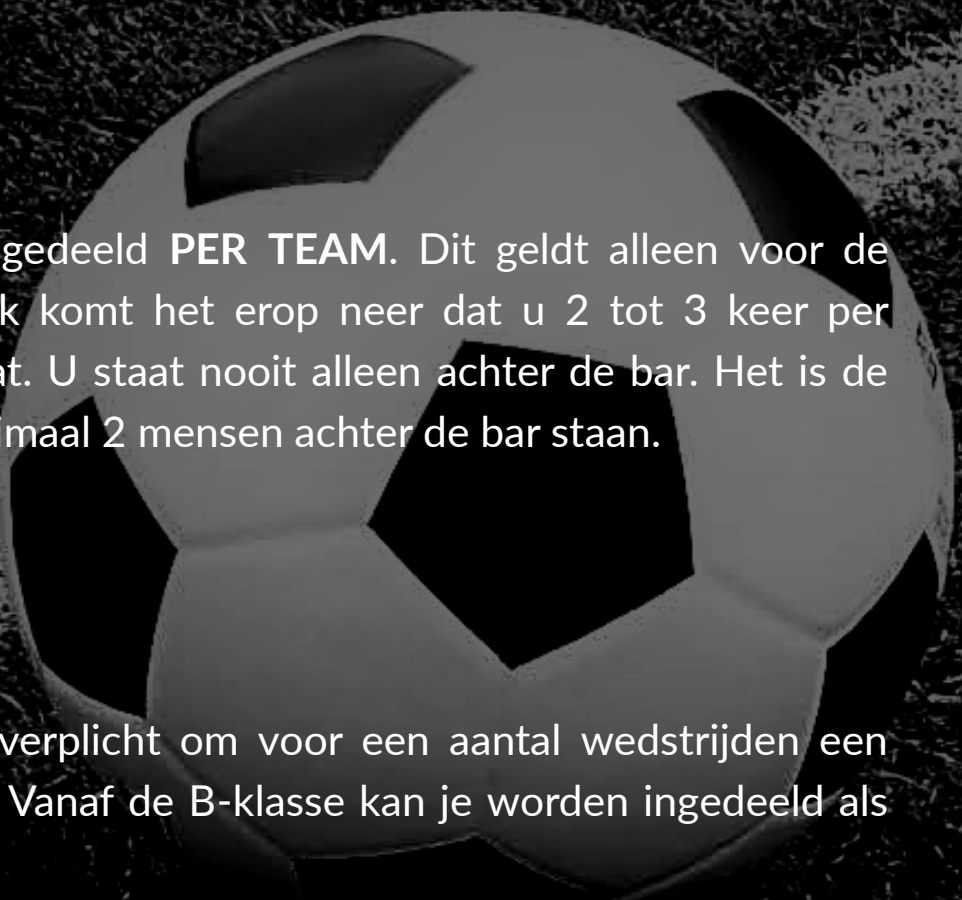 gedeeld PER TEAM. Dit geldt alleen voor de
k komt het erop neer dat u 2 tot 3 keer per
at. U staat nooit alleen achter de bar. Het is de
imaal 2 mensen achter de bar staan.
verplicht om voor een aantal wedstrijden een
Vanaf de B-klasse kan je worden ingedeeld als